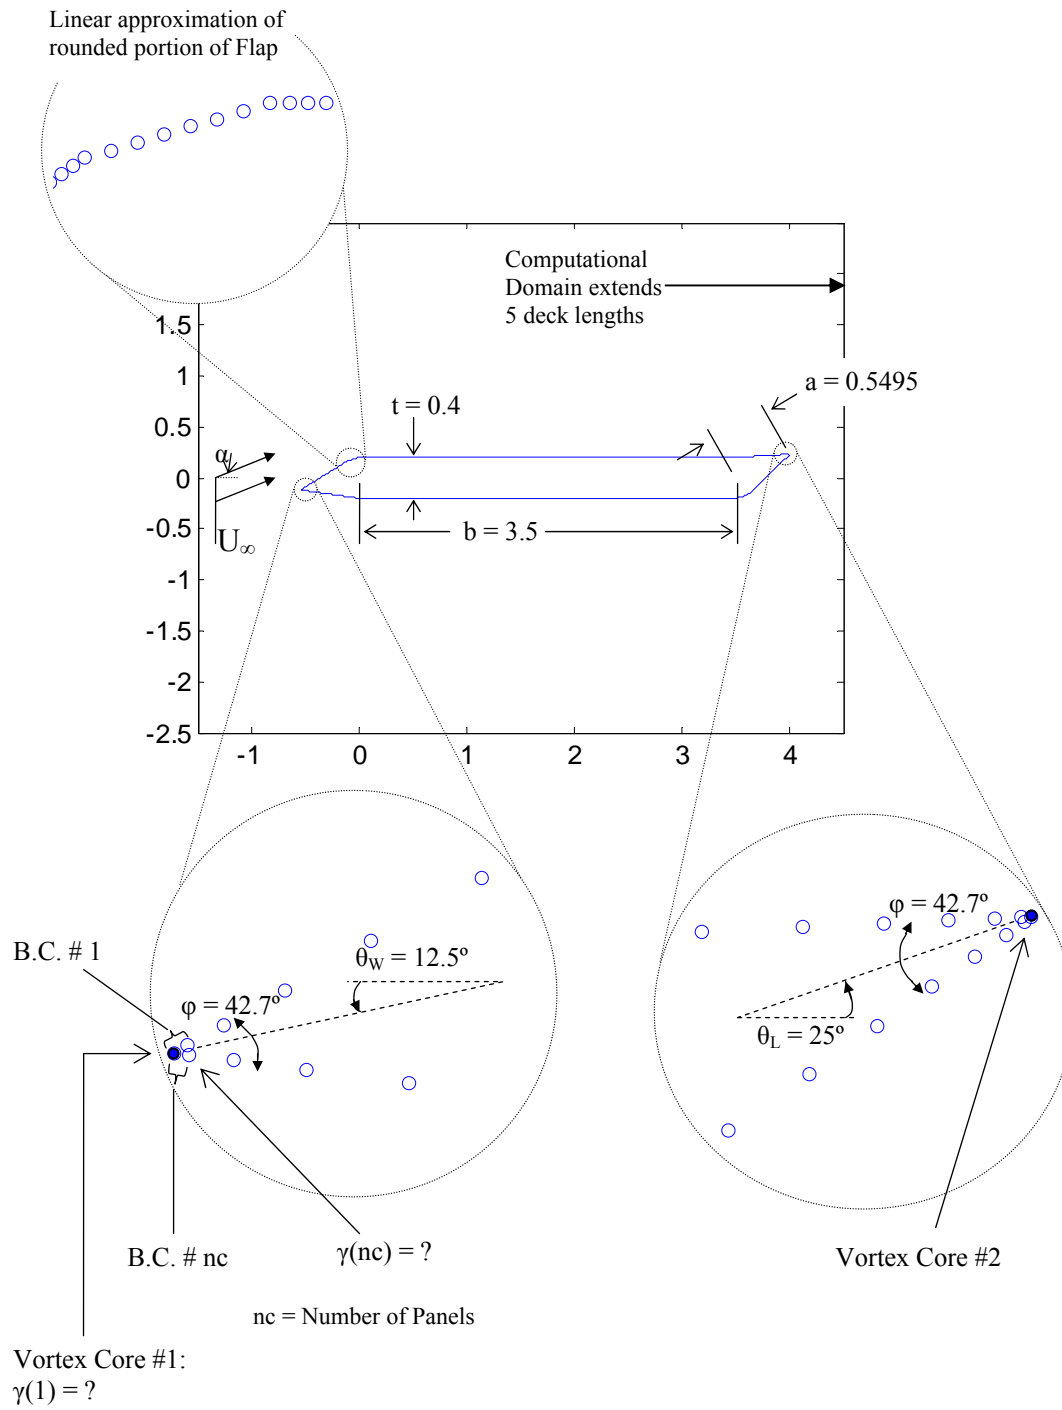 Linear approximation of
rounded portion of Flap
Computational
Domain extends
5 deck lengths
a = 0.5495
t = 0.4
α
U∞
b = 3.5
1.5
1
0.5
0
-0.5
-1
-1.5
-2
-2.5
-1
0
1
2
3
4
B.C. # 1
θW = 12.5º
φ = 42.7º
φ = 42.7º
θL = 25º
B.C. # nc
γ(nc) = ?
Vortex Core #2
nc = Number of Panels
Vortex Core #1:
γ(1) = ?